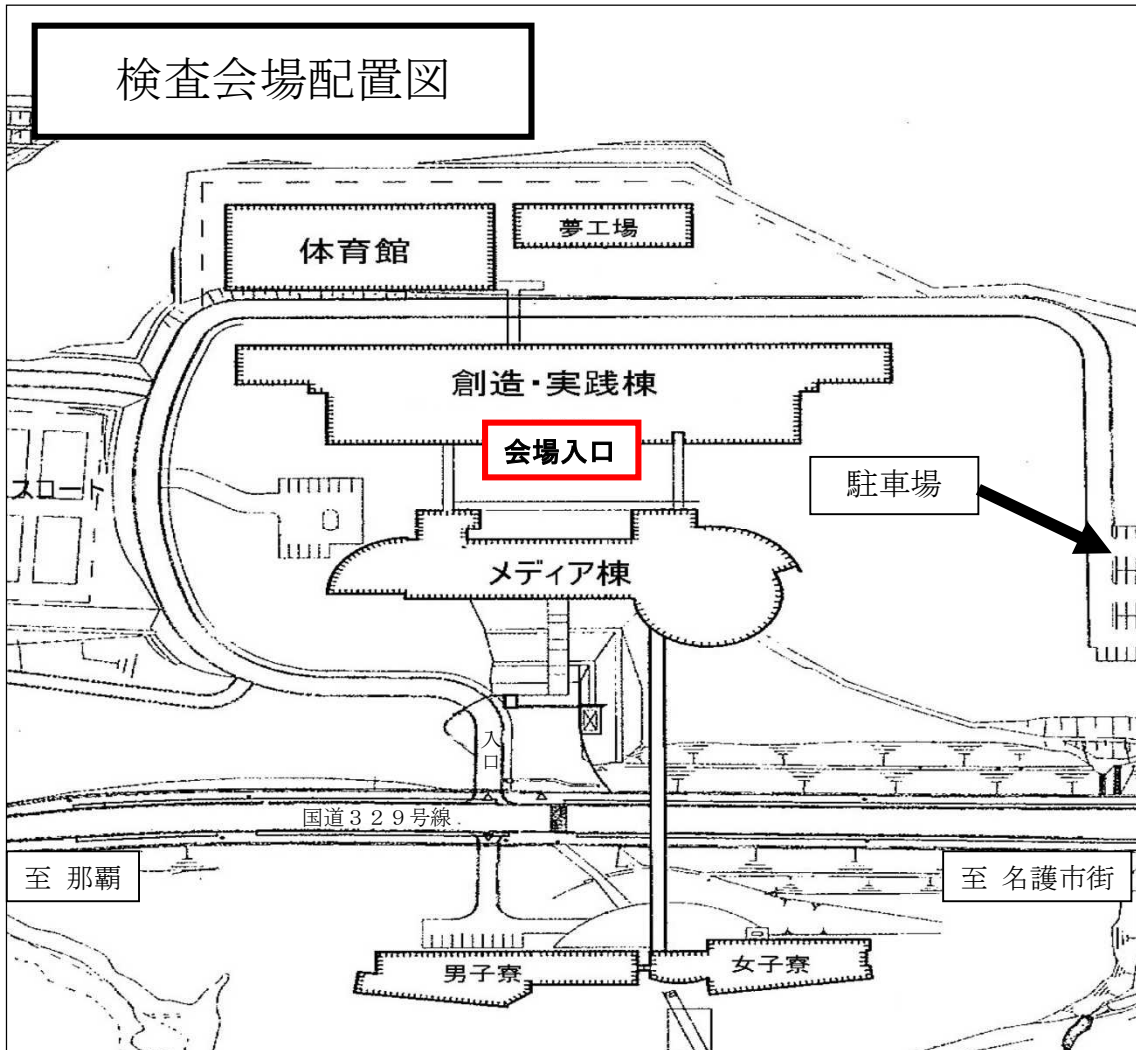 検査会場配置図
体育館
夢工場
創造・実践棟
会場入口
駐車場
スコート
メディア棟
入口
国道329号線
至 那覇
至 名護市街
男子寮
女子寮